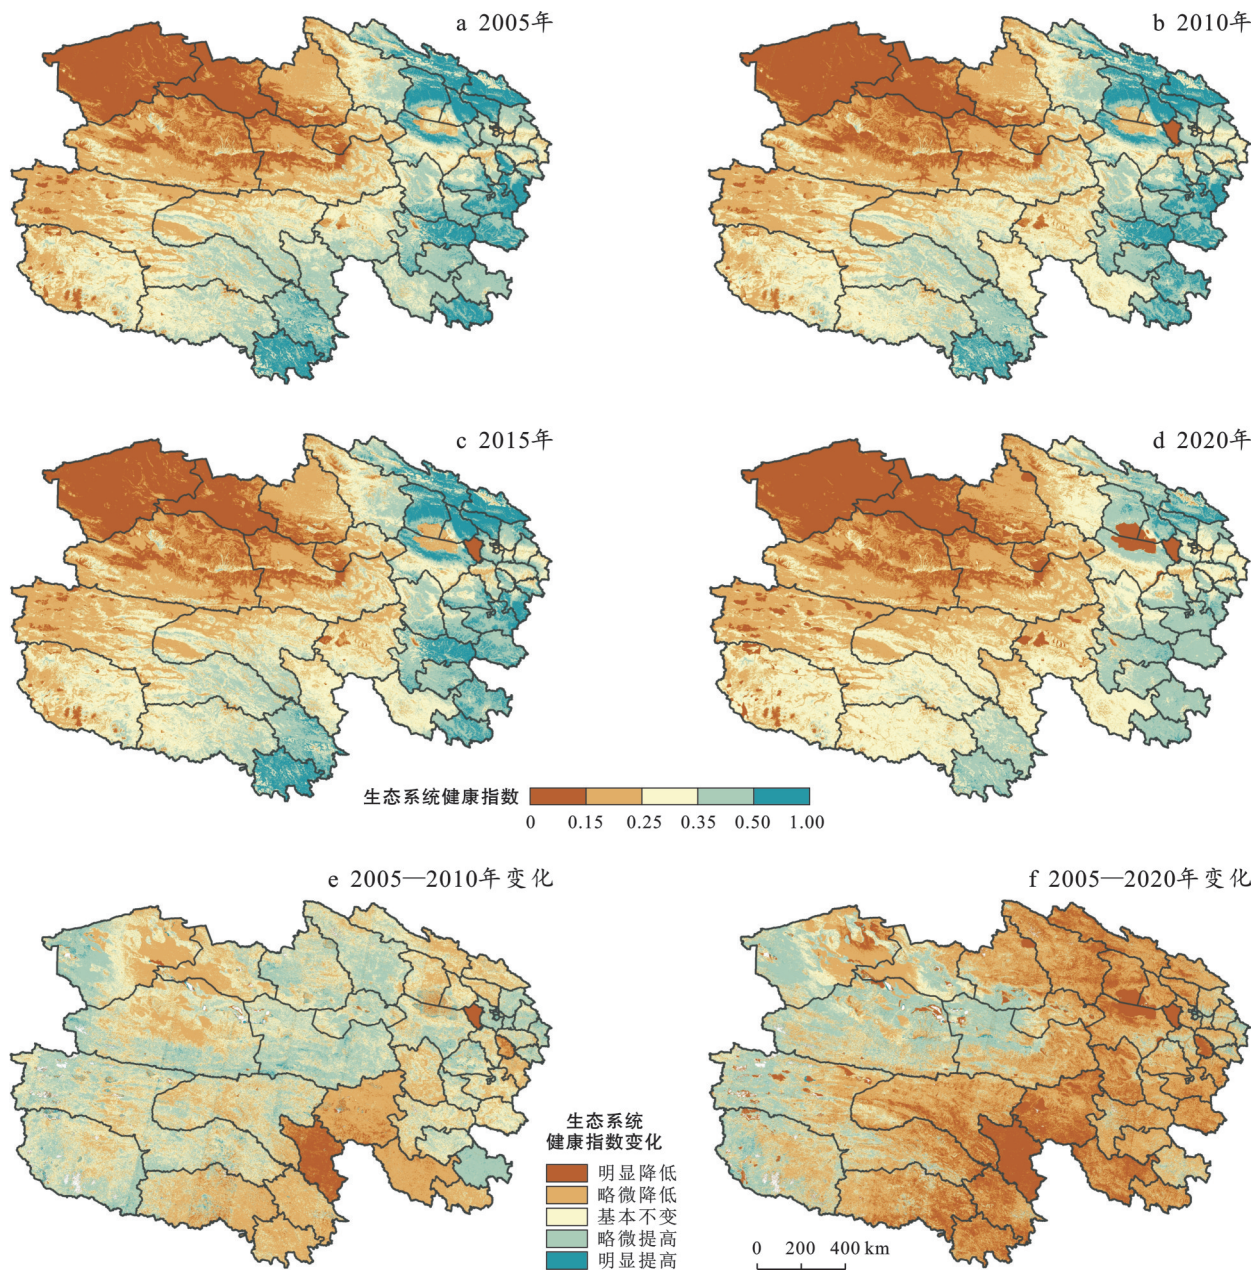 a 2005年
b 2010年
c 2015年
d 2020年
生态系统健康指数
0 0.15 0.25 0.35 0.50 1.00
e 2005—2010年变化
f 2005—2020年变化
生态系统
健康指数变化
明显降低
略微降低
基本不变
略微提高
明显提高
0 200 400 km